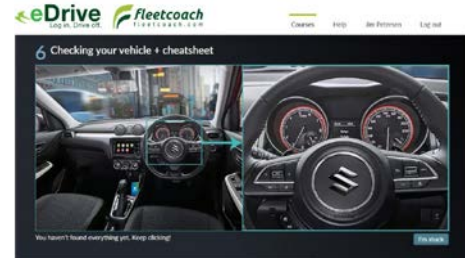 eDrive
Log in, Drive off.
fleetcoach
fleetcoach.com
Courses Help Jim Petersen Log out
6 Checking your vehicle + cheatsheet
You haven't found everything yet. Keep clicking!
I'm stuck